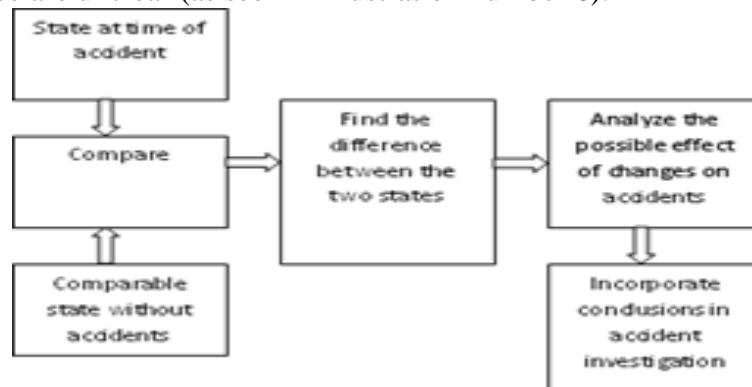 State at time of
accident
Compare
Comparable
state without
accidents
Find the
difference
between the
two states
Analyze the
possible effect
of changes on
accidents
Incorporate
conclusions in
accident
investigation